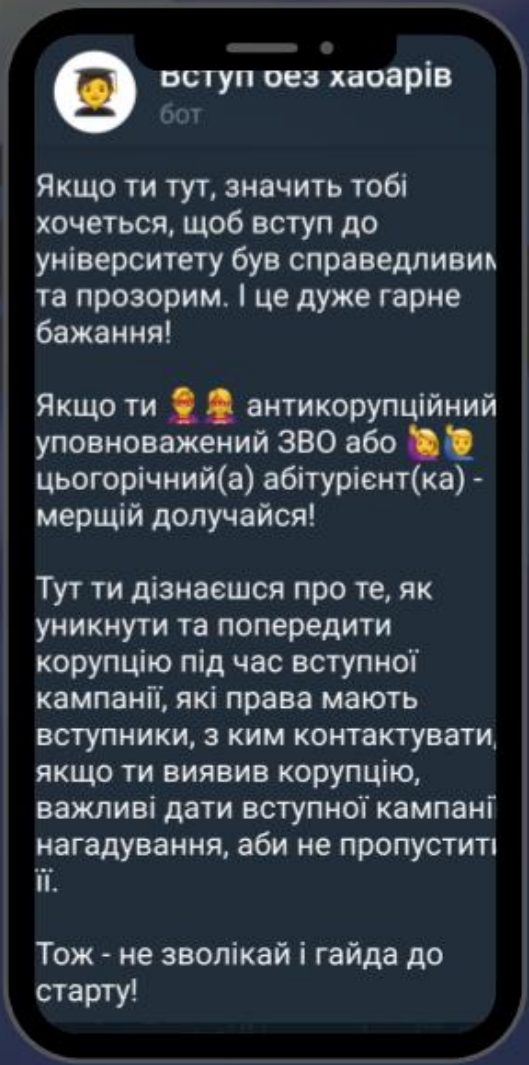 Вступ без хабарів
бот
Якщо ти тут, значить тобі
хочеться, щоб вступ до
університету був справедливим
та прозорим. І це дуже гарне
бажання!
Якщо ти 🦸‍♂️🦸‍♀️ антикорупційний
уповноважений ЗВО або 🙋‍♀️🙋‍♂️
цьогорічний(а) абітурієнт(ка) -
мерщій долучайся!
Тут ти дізнаєшся про те, як
уникнути та попередити
корупцію під час вступної
кампанії, які права мають
вступники, з ким контактувати,
якщо ти виявив корупцію,
важливі дати вступної кампанії
нагадування, аби не пропустити
її.
Тож - не зволікай і гайда до
старту!